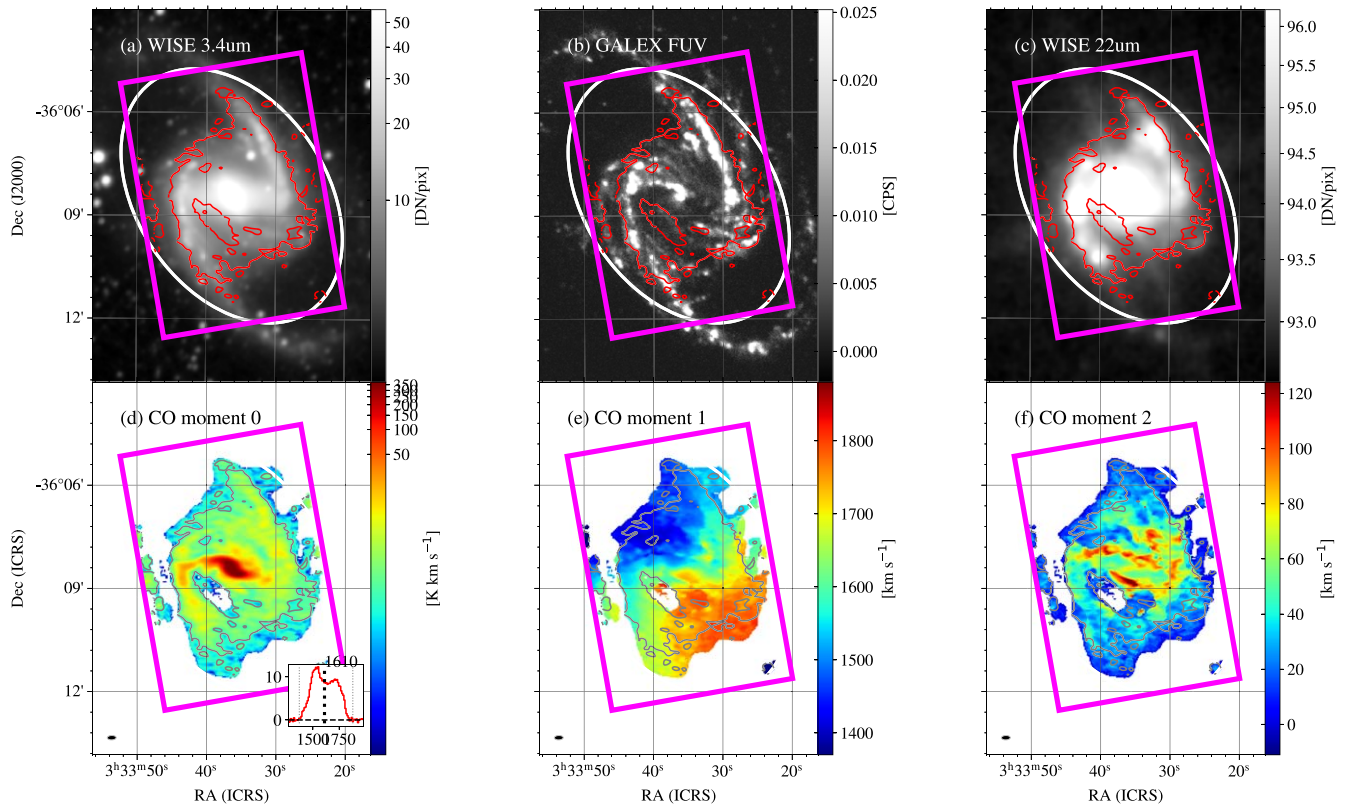 (a) WISE 3.4um
(b) GALEX FUV
(c) WISE 22um
50
40
30
20
10
[DN/pix]
0.025
0.020
0.015
0.010
0.005
0.000
[CPS]
96.0
95.5
95.0
94.5
94.0
93.5
93.0
[DN/pix]
-36°06'
09'
12'
Dec (J2000)
(d) CO moment 0
(e) CO moment 1
(f) CO moment 2
350
300
250
200
150
100
50
[K km s⁻¹]
1800
1700
1600
1500
1400
[km s⁻¹]
120
100
80
60
40
20
0
[km s⁻¹]
-36°06'
09'
12'
Dec (ICRS)
1610
10
0
1500
1750
3ʰ33ᵐ50ˢ 40ˢ 30ˢ 20ˢ
3ʰ33ᵐ50ˢ 40ˢ 30ˢ 20ˢ
3ʰ33ᵐ50ˢ 40ˢ 30ˢ 20ˢ
RA (ICRS)
RA (ICRS)
RA (ICRS)